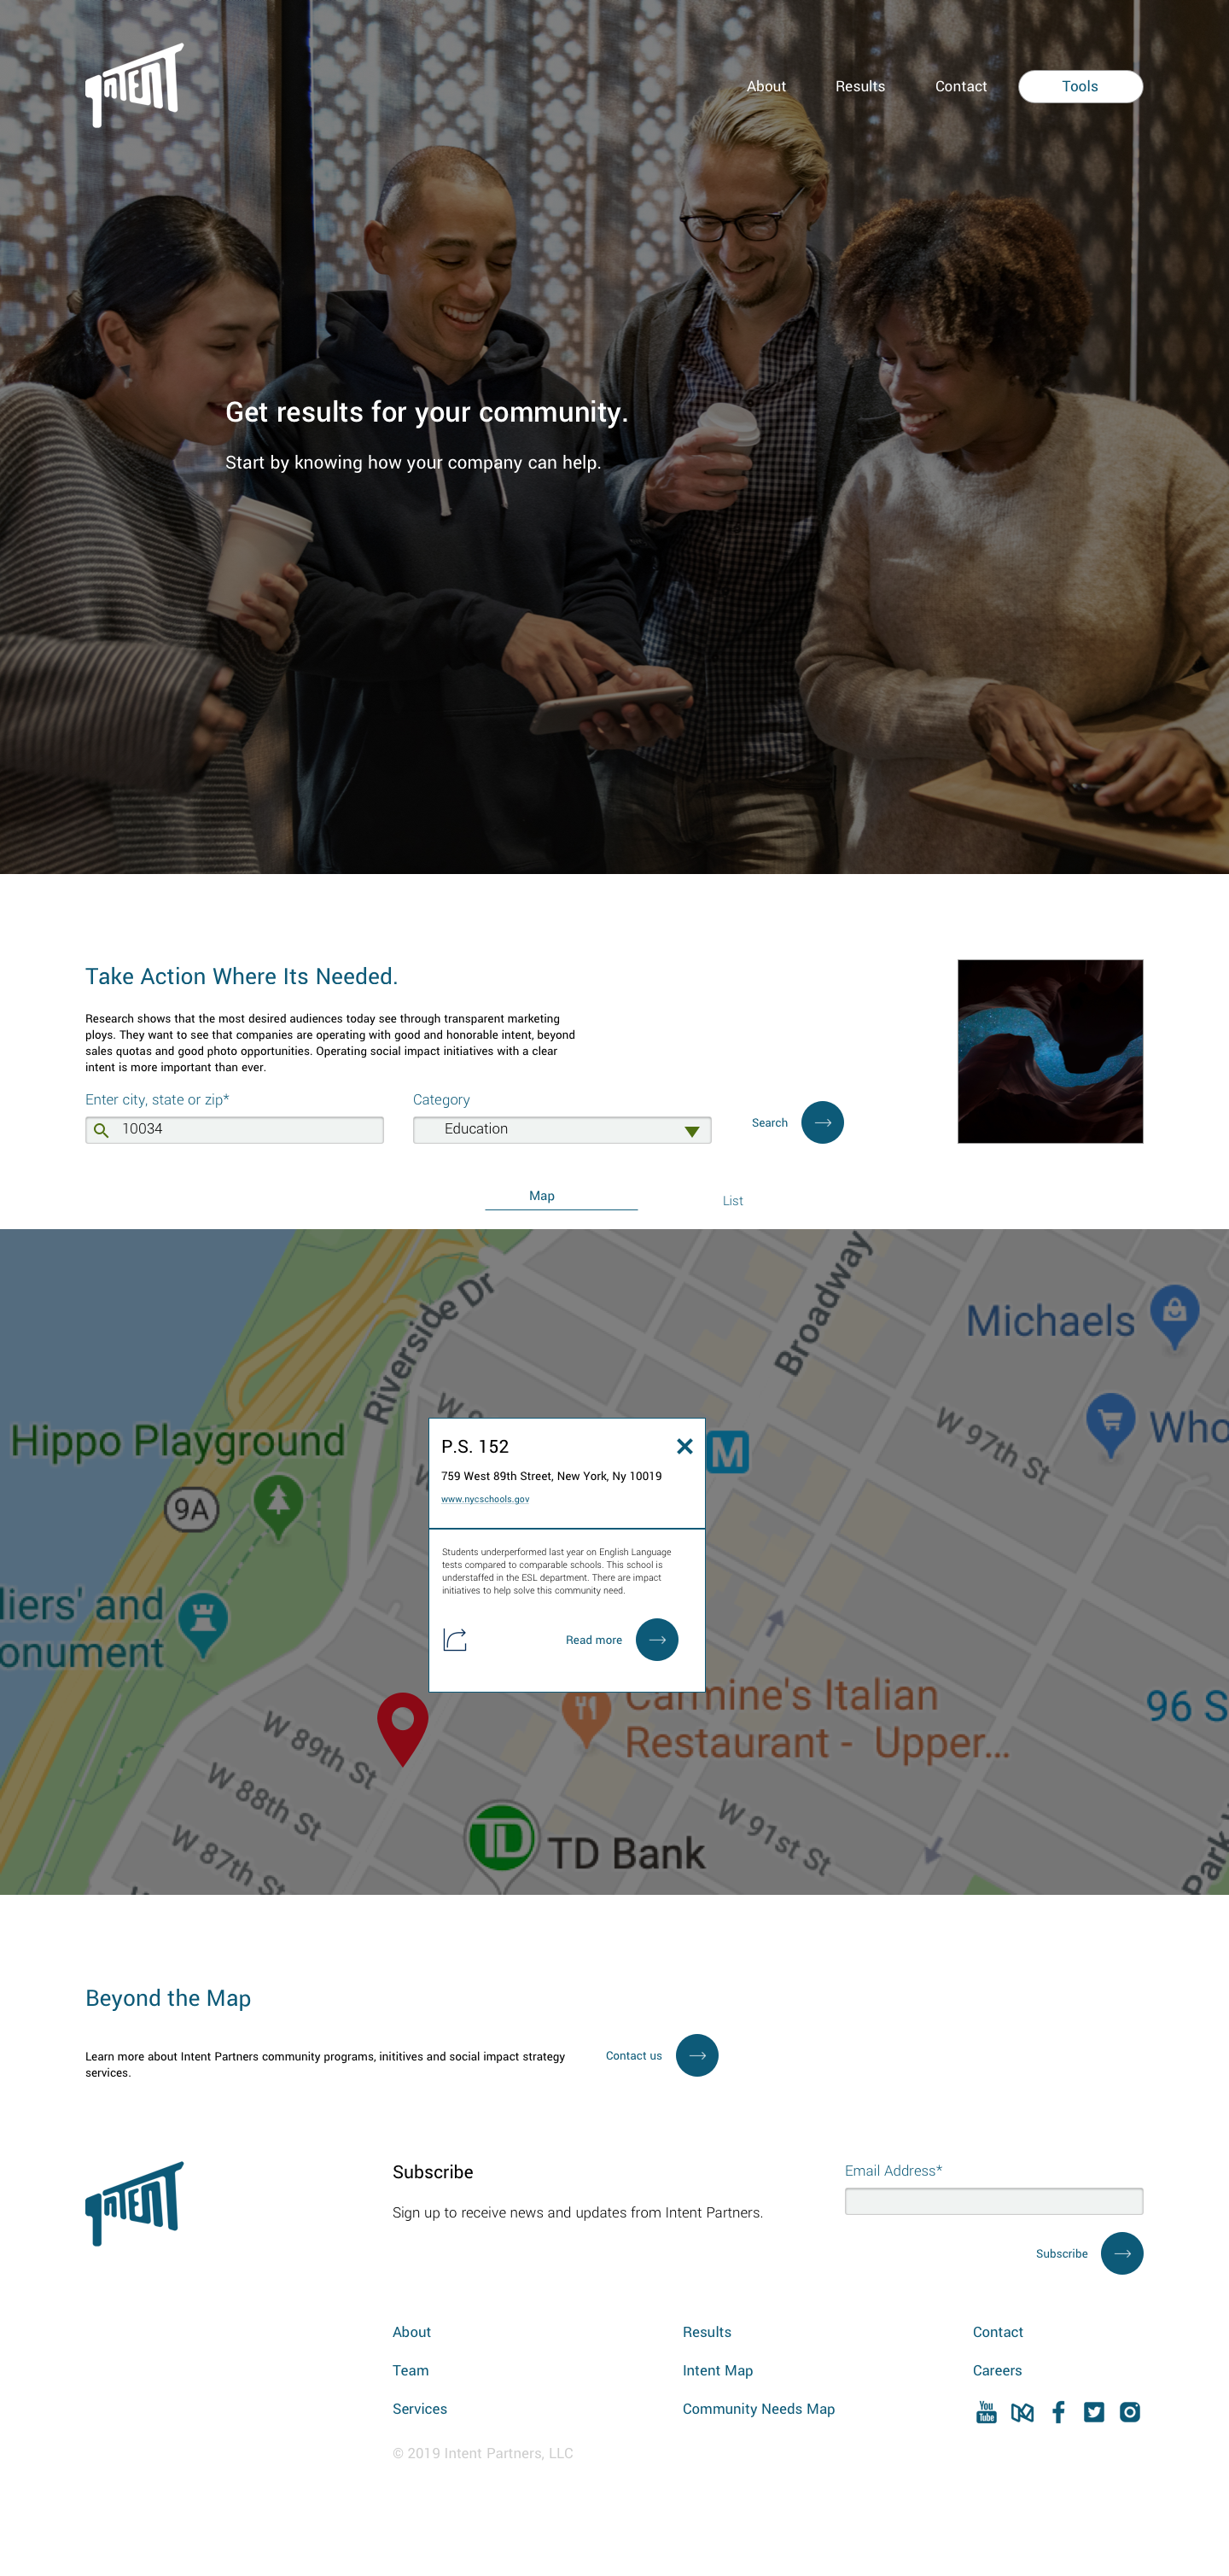 INTENT
About
Results
Contact
Tools
Get results for your community.
Start by knowing how your company can help.
Take Action Where Its Needed.
Research shows that the most desired audiences today see through transparent marketing
ploys. They want to see that companies are operating with good and honorable intent, beyond
sales quotas and good photo opportunities. Operating social impact initiatives with a clear
intent is more important than ever.
Enter city, state or zip*
10034
Category
Education
Search
Map
List
Riverside Dr
Broadway
Michaels
Hippo Playground
9A
W 97th St
Who
M
P.S. 152
759 West 89th Street, New York, Ny 10019
www.nycschools.gov
Students underperformed last year on English Language
tests compared to comparable schools. This school is
understaffed in the ESL department. There are impact
initiatives to help solve this community need.
Read more
liers' and
onument
Carmine's Italian
Restaurant - Upper...
96 S
W 89th St
W 88th St
W 87th St
TD
TD Bank
W 91st St
Park
Beyond the Map
Learn more about Intent Partners community programs, inititives and social impact strategy
services.
Contact us
INTENT
Subscribe
Sign up to receive news and updates from Intent Partners.
Email Address*
Subscribe
About
Results
Contact
Team
Intent Map
Careers
Services
Community Needs Map
You
Tube
© 2019 Intent Partners, LLC